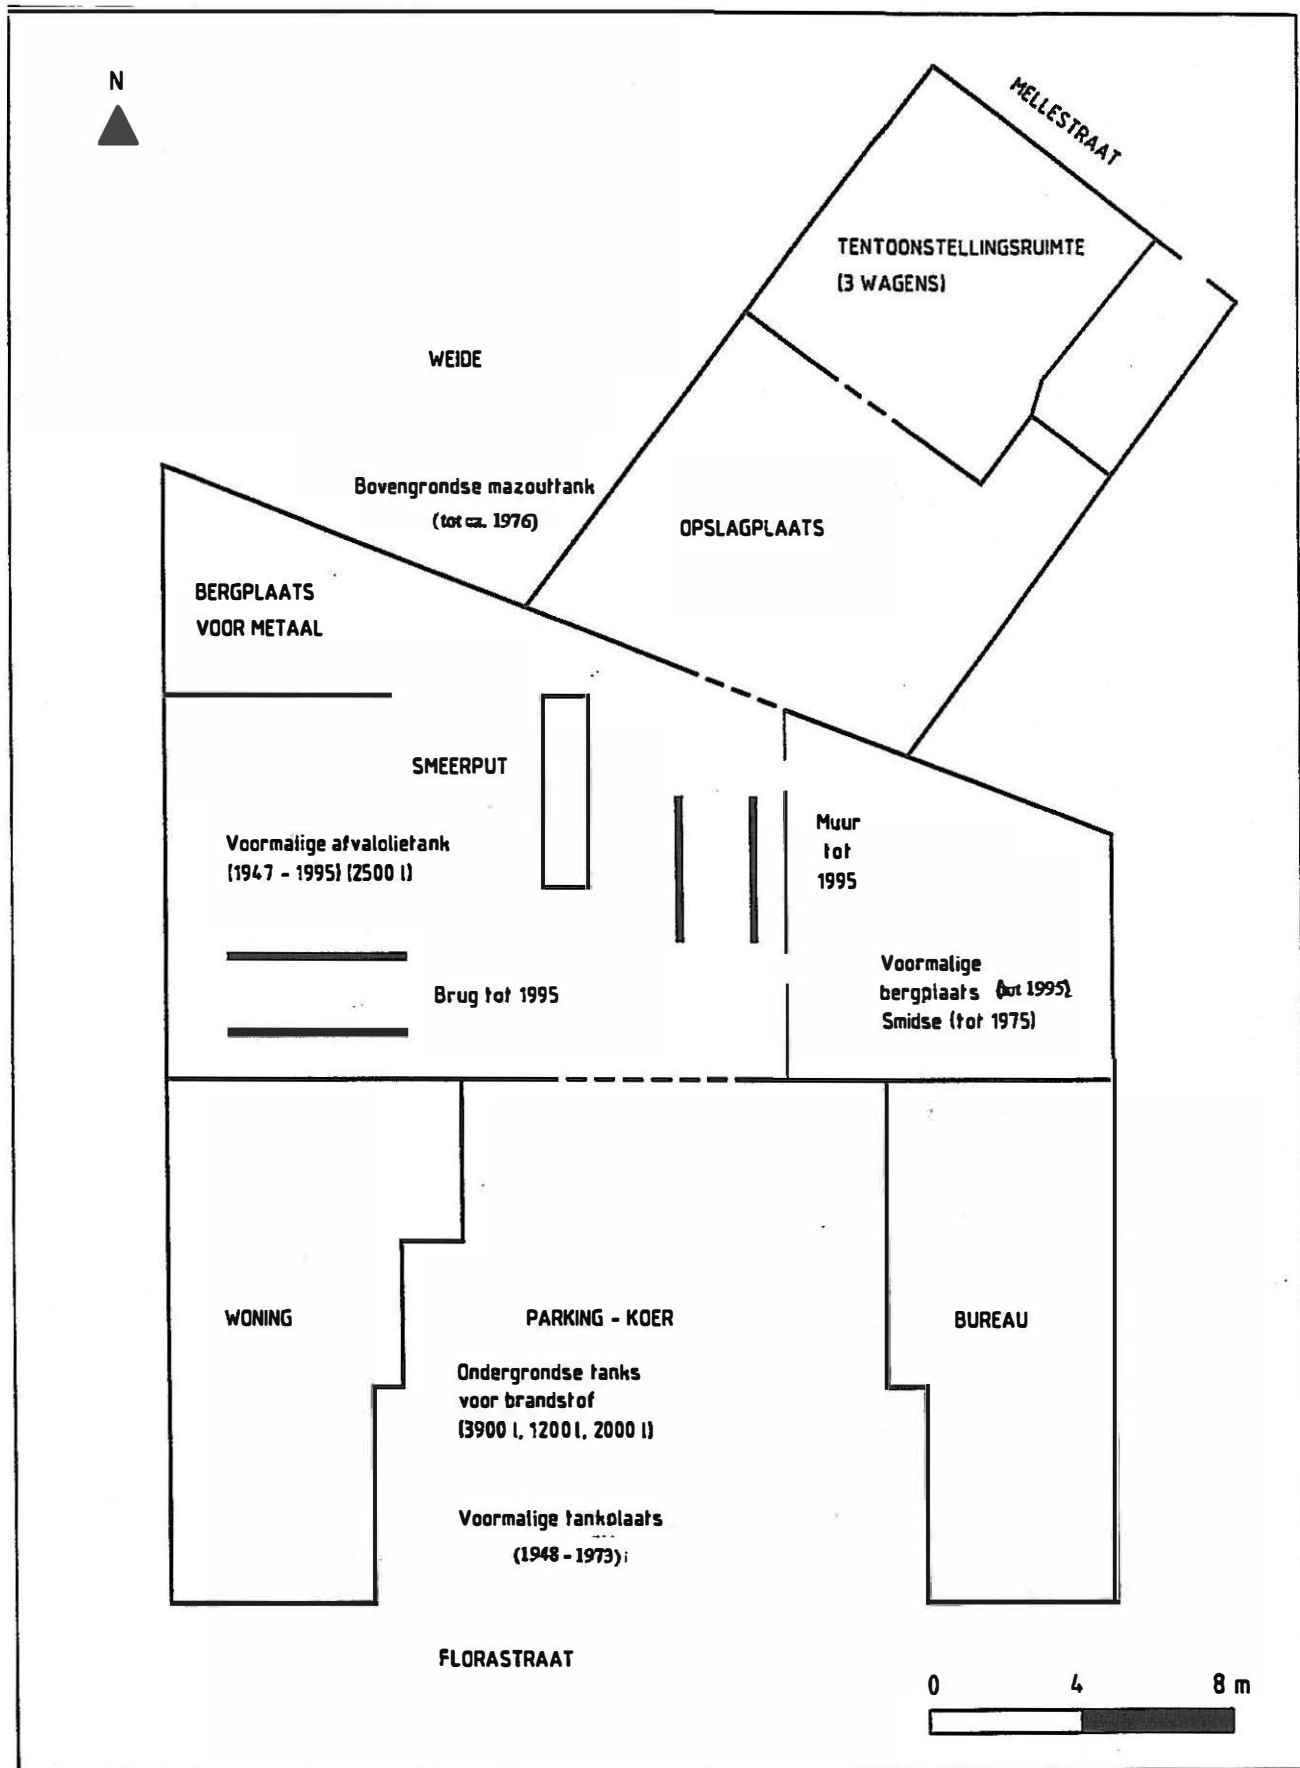 N
MELLESTRAAT
TENTOONSTELLINGSRUIMTE
(3 WAGENS)
WEIDE
Bovengrondse mazouttank
(tot ca. 1976)
OPSLAGPLAATS
BERGPLAATS
VOOR METAAL
SMEERPUT
Voormalige afvalolietank
(1947 - 1995) (2500 l)
Muur
tot
1995
Brug tot 1995
Voormalige
bergplaats (tot 1995)
Smidse (tot 1975)
WONING
PARKING - KOER
BUREAU
Ondergrondse tanks
voor brandstof
(3900 l, 1200 l, 2000 l)
Voormalige tankplaats
(1948 - 1973)
FLORASTRAAT
0 4 8 m